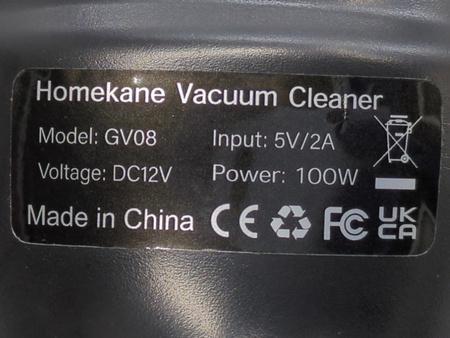 Homekane Vacuum Cleaner
Model: GV08 Input: 5V/2A
Voltage: DC12V Power: 100W
Made in China CE FC UK CA